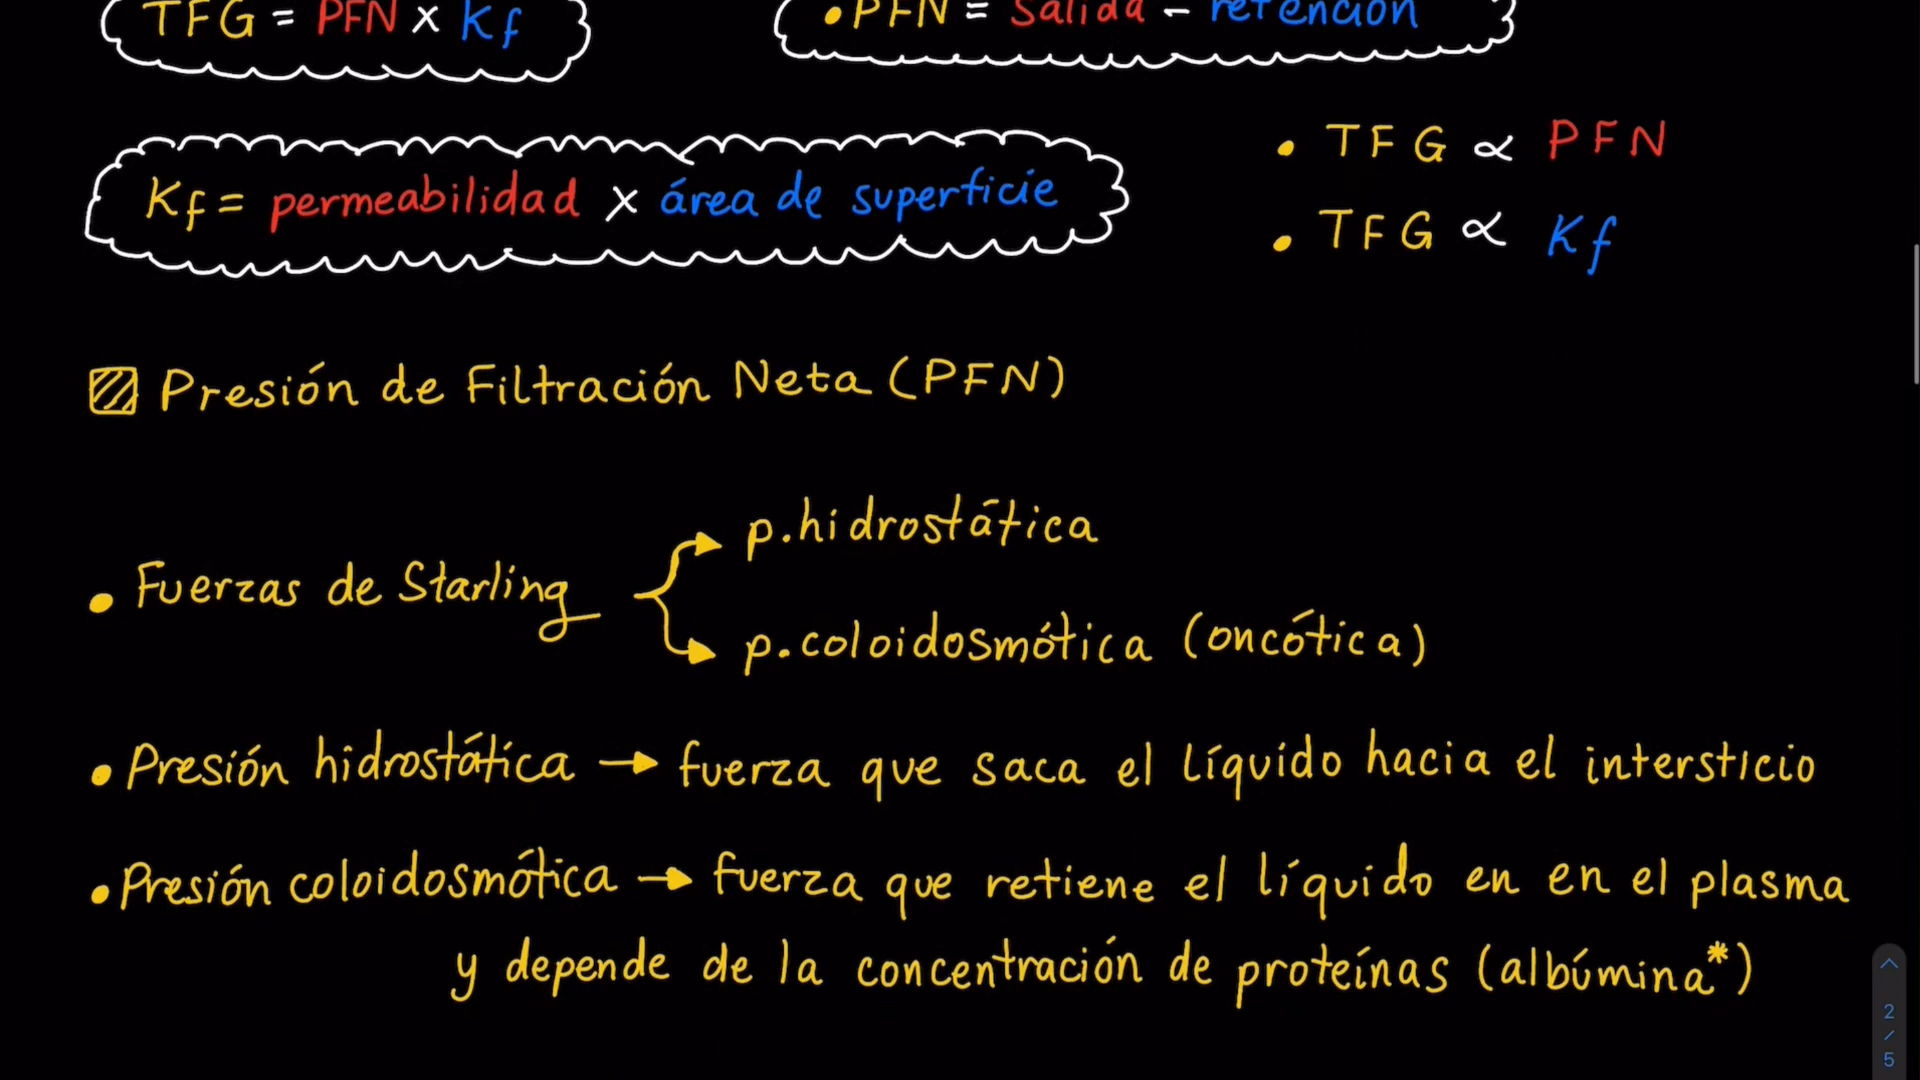 TFG = PFN x Kf
• PFN = Salida - retención
Kf = permeabilidad x área de superficie
• TFG ∝ PFN
• TFG ∝ Kf
Presión de Filtración Neta (PFN)
• Fuerzas de Starling
p.hidrostática
p.coloidosmótica (oncótica)
• Presión hidrostática → fuerza que saca el líquido hacia el intersticio
• Presión coloidosmótica → fuerza que retiene el líquido en en el plasma
y depende de la concentración de proteínas (albúmina*)
2
/
5